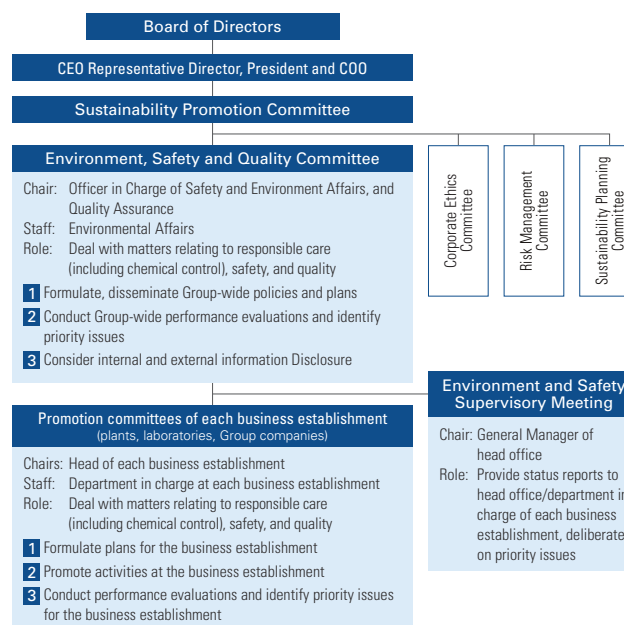 Board of Directors
CEO Representative Director, President and COO
Sustainability Promotion Committee
Environment, Safety and Quality Committee
Chair: Officer in Charge of Safety and Environment Affairs, and
Quality Assurance
Staff: Environmental Affairs
Role: Deal with matters relating to responsible care
(including chemical control), safety, and quality
1 Formulate, disseminate Group-wide policies and plans
2 Conduct Group-wide performance evaluations and identify
priority issues
3 Consider internal and external information Disclosure
Corporate Ethics
Committee
Risk Management
Committee
Sustainability Planning
Committee
Promotion committees of each business establishment
(plants, laboratories, Group companies)
Chairs: Head of each business establishment
Staff: Department in charge at each business establishment
Role: Deal with matters relating to responsible care
(including chemical control), safety, and quality
1 Formulate plans for the business establishment
2 Promote activities at the business establishment
3 Conduct performance evaluations and identify priority issues
for the business establishment
Environment and Safety
Supervisory Meeting
Chair: General Manager of
head office
Role: Provide status reports to
head office/department in
charge of each business
establishment, deliberate
on priority issues